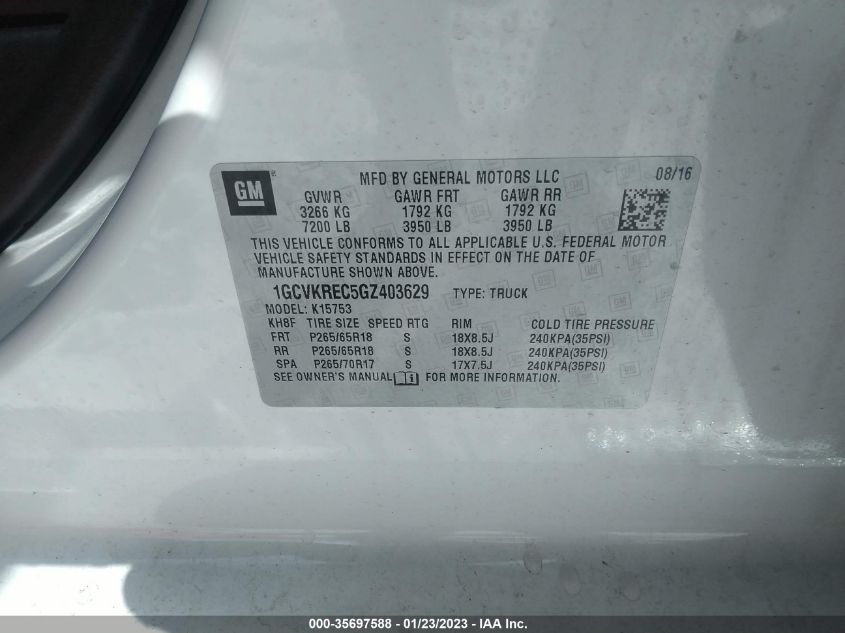 GM
MFD BY GENERAL MOTORS LLC 08/16
GVWR GAWR FRT GAWR RR
3266 KG 1792 KG 1792 KG
7200 LB 3950 LB 3950 LB
THIS VEHICLE CONFORMS TO ALL APPLICABLE U.S. FEDERAL MOTOR
VEHICLE SAFETY STANDARDS IN EFFECT ON THE DATE OF
MANUFACTURE SHOWN ABOVE.
1GCVKREC5GZ403629 TYPE: TRUCK
MODEL: K15753
KH8F TIRE SIZE SPEED RTG RIM COLD TIRE PRESSURE
FRT P265/65R18 S 18X8.5J 240KPA(35PSI)
RR P265/65R18 S 18X8.5J 240KPA(35PSI)
SPA P265/70R17 S 17X7.5J 240KPA(35PSI)
SEE OWNER'S MANUAL FOR MORE INFORMATION.
000-35697588 - 01/23/2023 - IAA Inc.